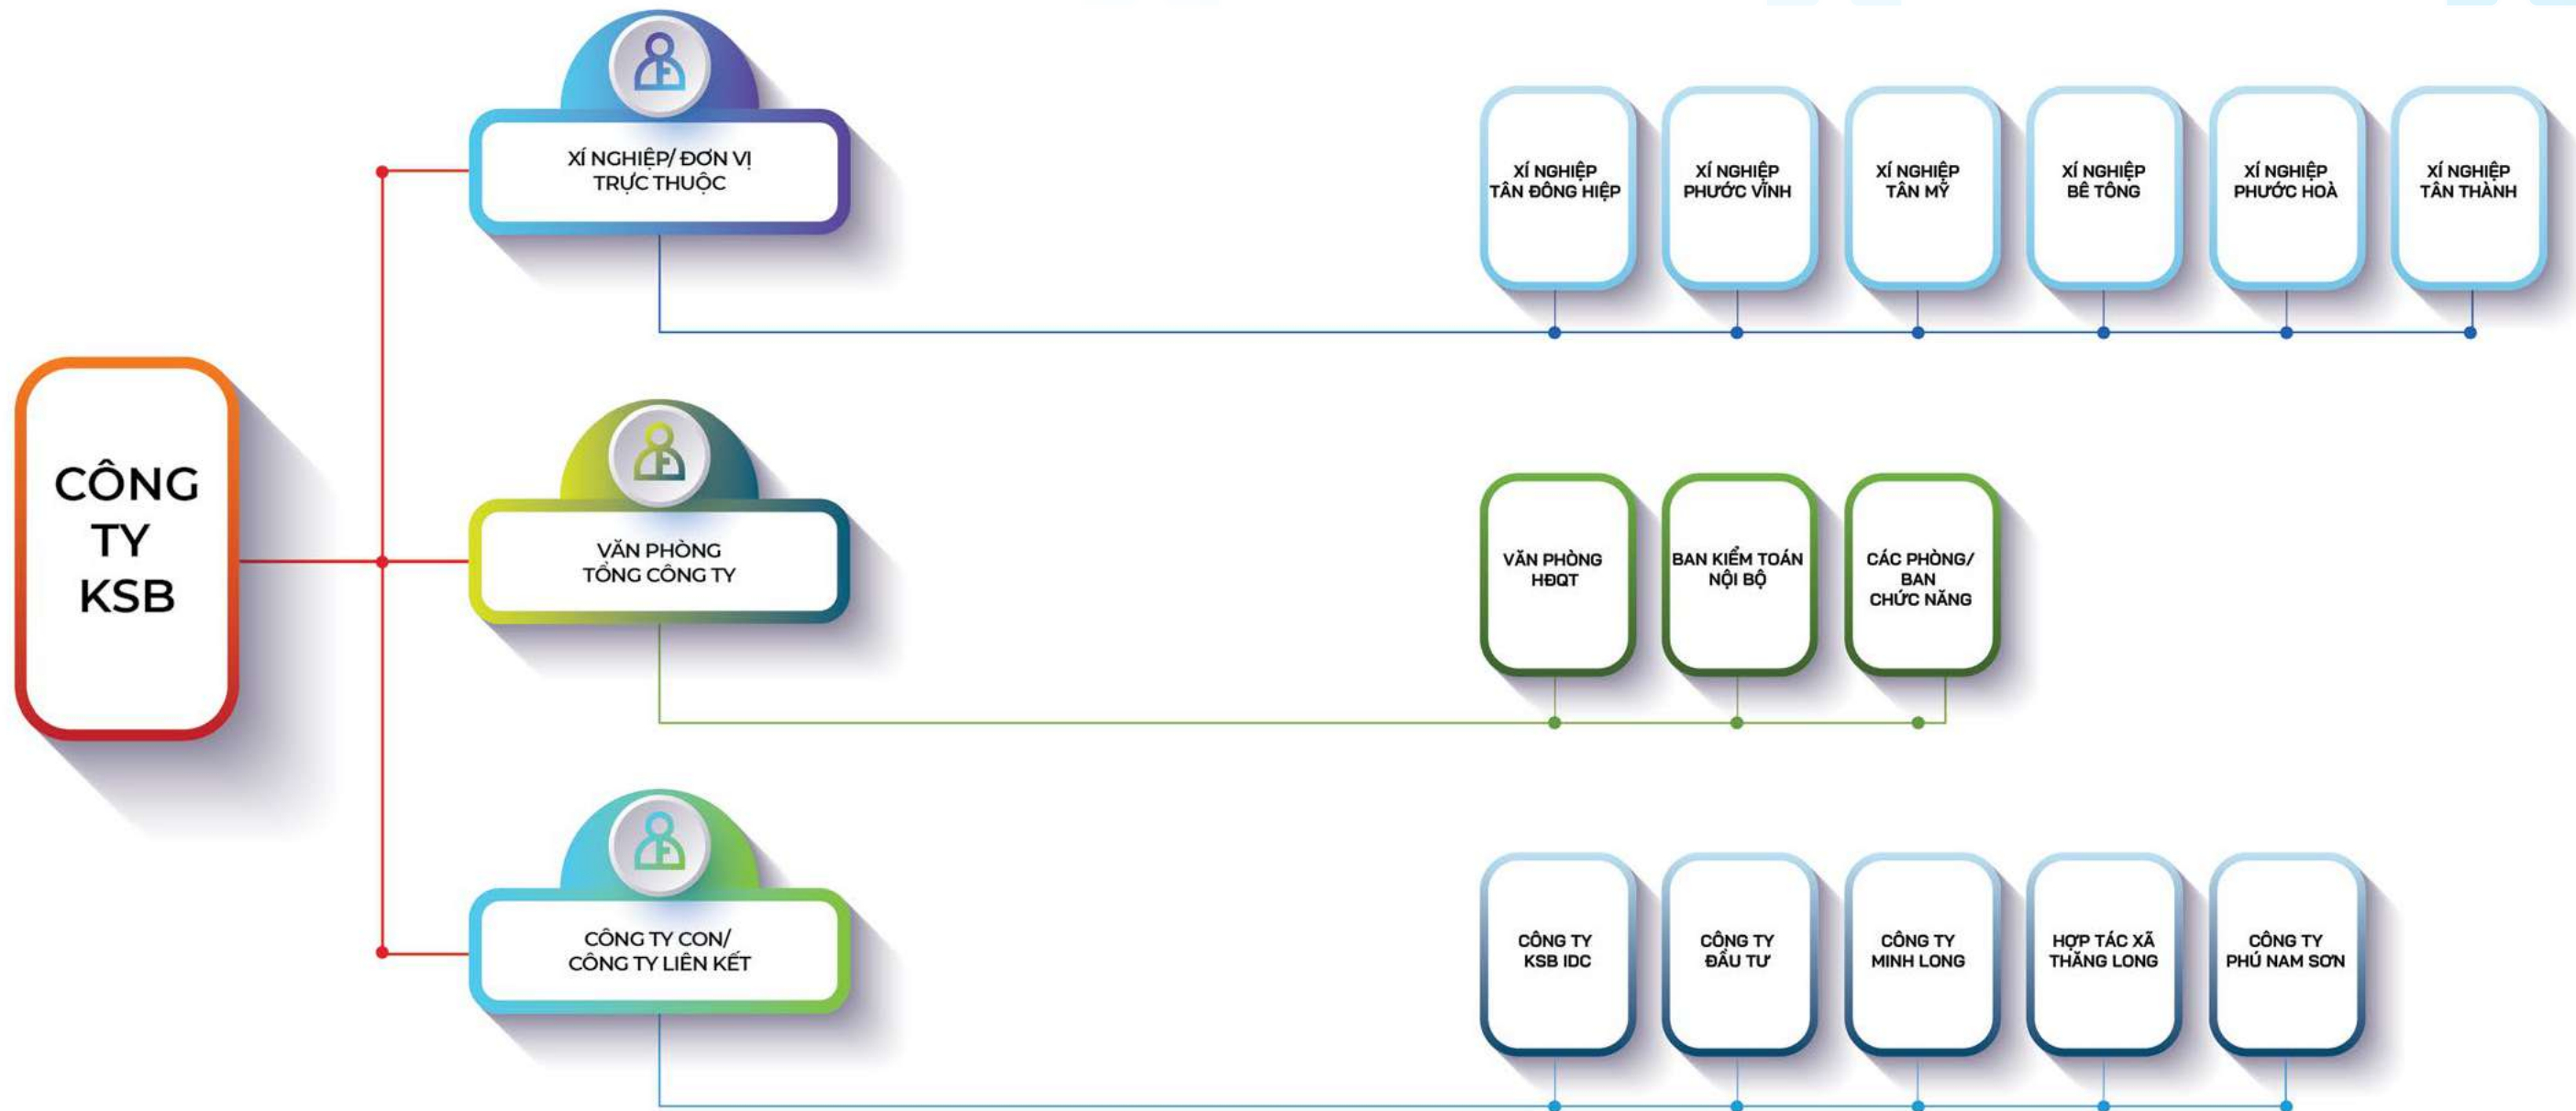 CÔNG
TY
KSB
XÍ NGHIỆP/ ĐƠN VỊ
TRỰC THUỘC
XÍ NGHIỆP
TÂN ĐÔNG HIỆP
XÍ NGHIỆP
PHƯỚC VĨNH
XÍ NGHIỆP
TÂN MỸ
XÍ NGHIỆP
BÊ TÔNG
XÍ NGHIỆP
PHƯỚC HOÀ
XÍ NGHIỆP
TÂN THÀNH
VĂN PHÒNG
TỔNG CÔNG TY
VĂN PHÒNG
HĐQT
BAN KIỂM TOÁN
NỘI BỘ
CÁC PHÒNG/
BAN
CHỨC NĂNG
CÔNG TY CON/
CÔNG TY LIÊN KẾT
CÔNG TY
KSB IDC
CÔNG TY
ĐẦU TƯ
CÔNG TY
MINH LONG
HỢP TÁC XÃ
THĂNG LONG
CÔNG TY
PHÚ NAM SƠN